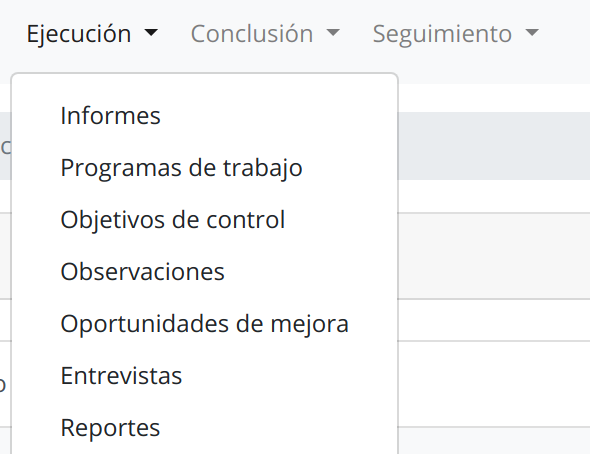 Ejecución Conclusión Seguimiento
Informes
Programas de trabajo
Objetivos de control
Observaciones
Oportunidades de mejora
Entrevistas
Reportes